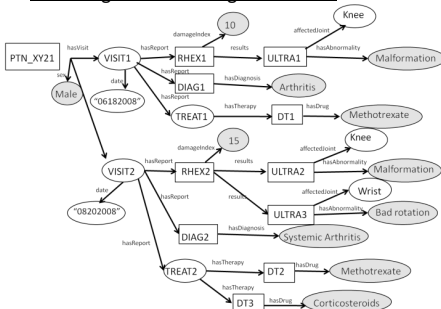 10
Knee
affectedJoint
damageIndex
PTN_XY21
hasVisit
VISIT1
hasReport
RHEX1
results
ULTRA1
hasAbnormality
Malformation
sex
Male
date
"06182008"
hasReport
DIAG1
hasDiagnosis
Arthritis
hasReport
TREAT1
hasTherapy
DT1
hasDrug
Methotrexate
15
Knee
damageIndex
affectedJoint
VISIT2
hasReport
RHEX2
results
ULTRA2
hasAbnormality
Malformation
date
"08202008"
results
affectedJoint
Wrist
ULTRA3
hasAbnormality
Bad rotation
hasReport
DIAG2
hasDiagnosis
Systemic Arthritis
hasReport
TREAT2
hasTherapy
DT2
hasDrug
Methotrexate
hasTherapy
DT3
hasDrug
Corticosteroids